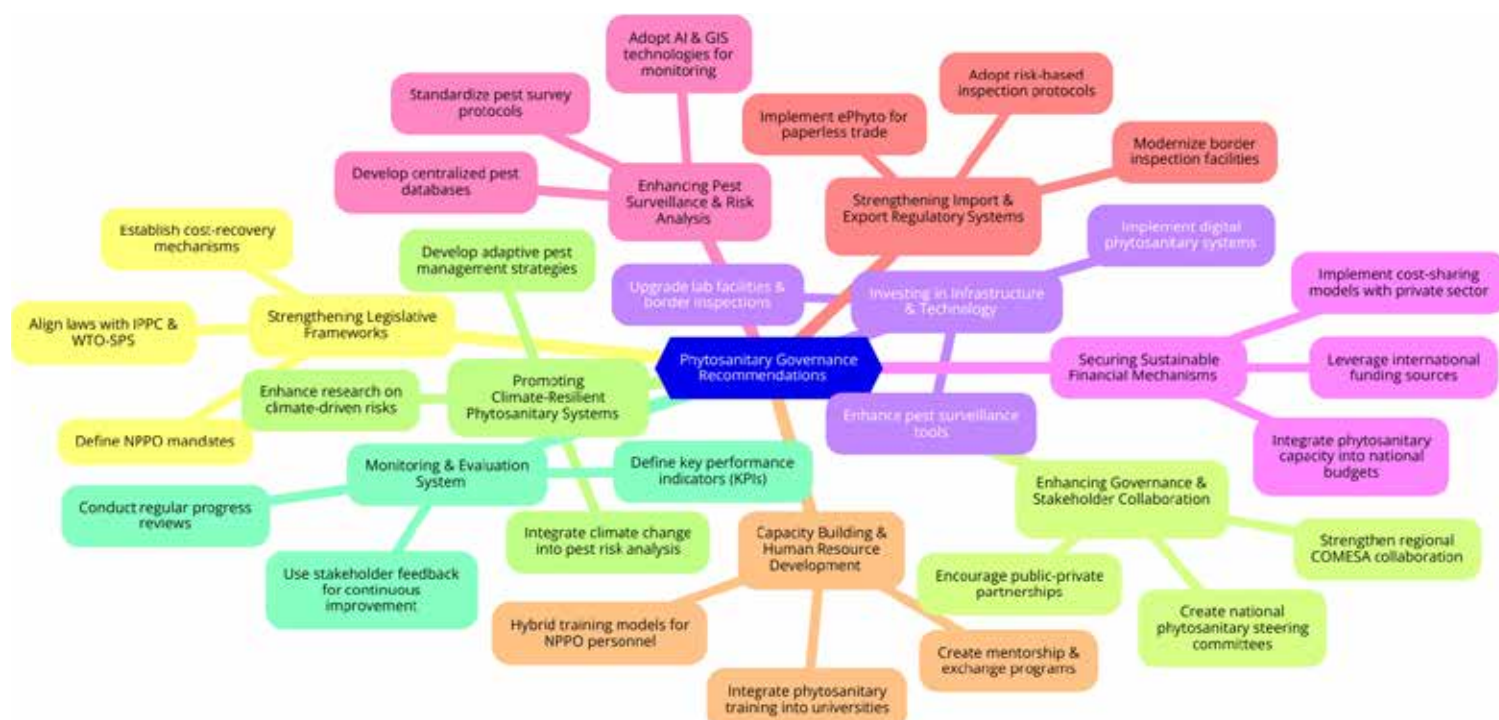 Adopt AI & GIS
technologies for
monitoring
Standardize pest survey
protocols
Develop centralized pest
databases
Enhancing Pest
Surveillance & Risk
Analysis
Implement ePhyto for
paperless trade
Adopt risk-based
inspection protocols
Modernize border
inspection facilities
Strengthening Import &
Export Regulatory Systems
Establish cost-recovery
mechanisms
Align laws with IPPC &
WTO-SPS
Define NPPO mandates
Strengthening Legislative
Frameworks
Develop adaptive pest
management strategies
Enhance research on
climate-driven risks
Promoting
Climate-Resilient
Phytosanitary Systems
Integrate climate change
into pest risk analysis
Upgrade lab facilities &
border inspections
Investing in Infrastructure
& Technology
Implement digital
phytosanitary systems
Enhance pest surveillance
tools
Phytosanitary Governance
Recommendations
Securing Sustainable
Financial Mechanisms
Implement cost-sharing
models with private sector
Leverage international
funding sources
Integrate phytosanitary
capacity into national
budgets
Monitoring & Evaluation
System
Define key performance
indicators (KPIs)
Conduct regular progress
reviews
Use stakeholder feedback
for continuous
improvement
Capacity Building &
Human Resource
Development
Hybrid training models for
NPPO personnel
Integrate phytosanitary
training into universities
Create mentorship &
exchange programs
Enhancing Governance &
Stakeholder Collaboration
Encourage public-private
partnerships
Create national
phytosanitary steering
committees
Strengthen regional
COMESA collaboration